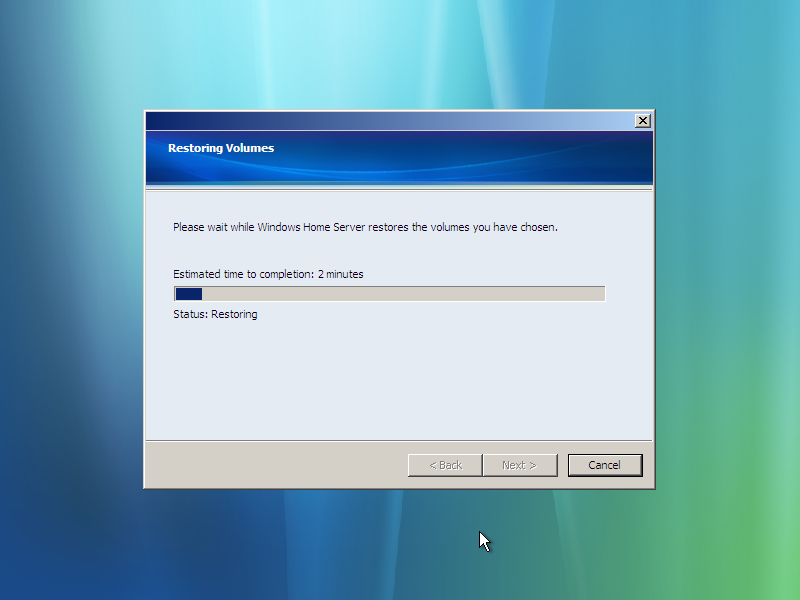 Restoring Volumes
Please wait while Windows Home Server restores the volumes you have chosen.
Estimated time to completion: 2 minutes
Status: Restoring
< Back
Next >
Cancel